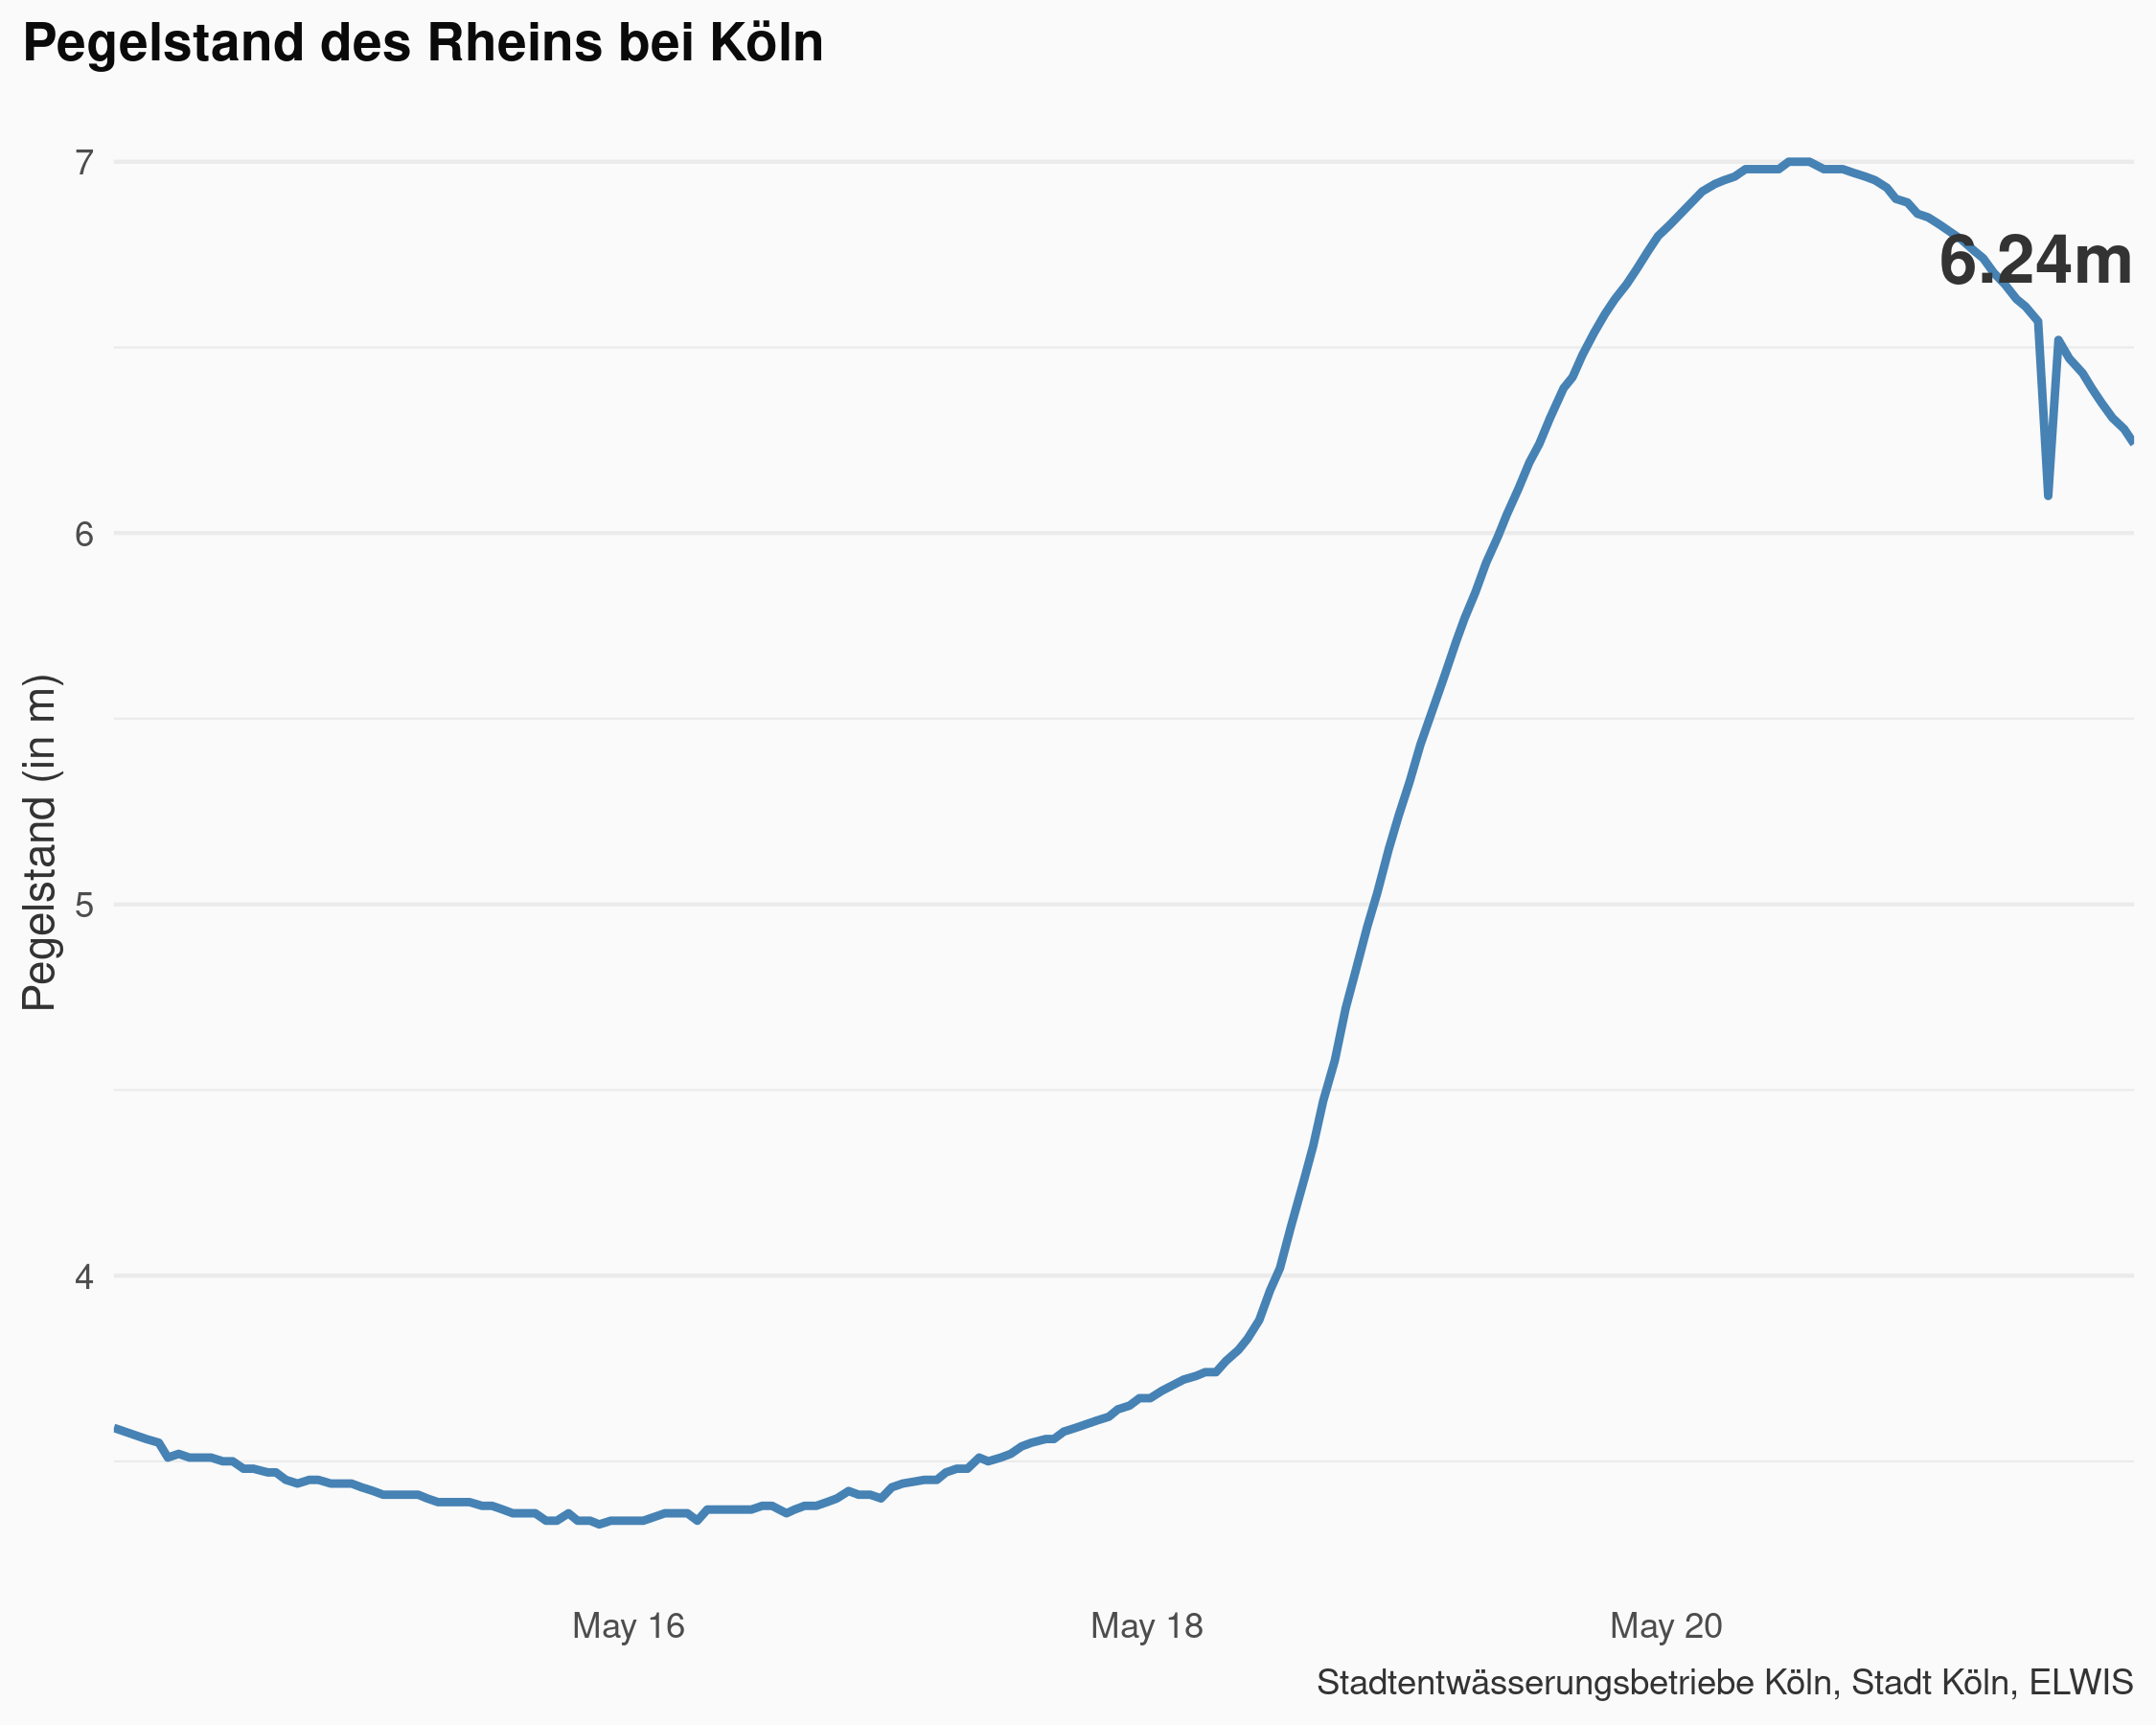 Pegelstand des Rheins bei Köln
7
6.24m
6
Pegelstand (in m)
5
4
May 16
May 18
May 20
Stadtentwässerungsbetriebe Köln, Stadt Köln, ELWIS